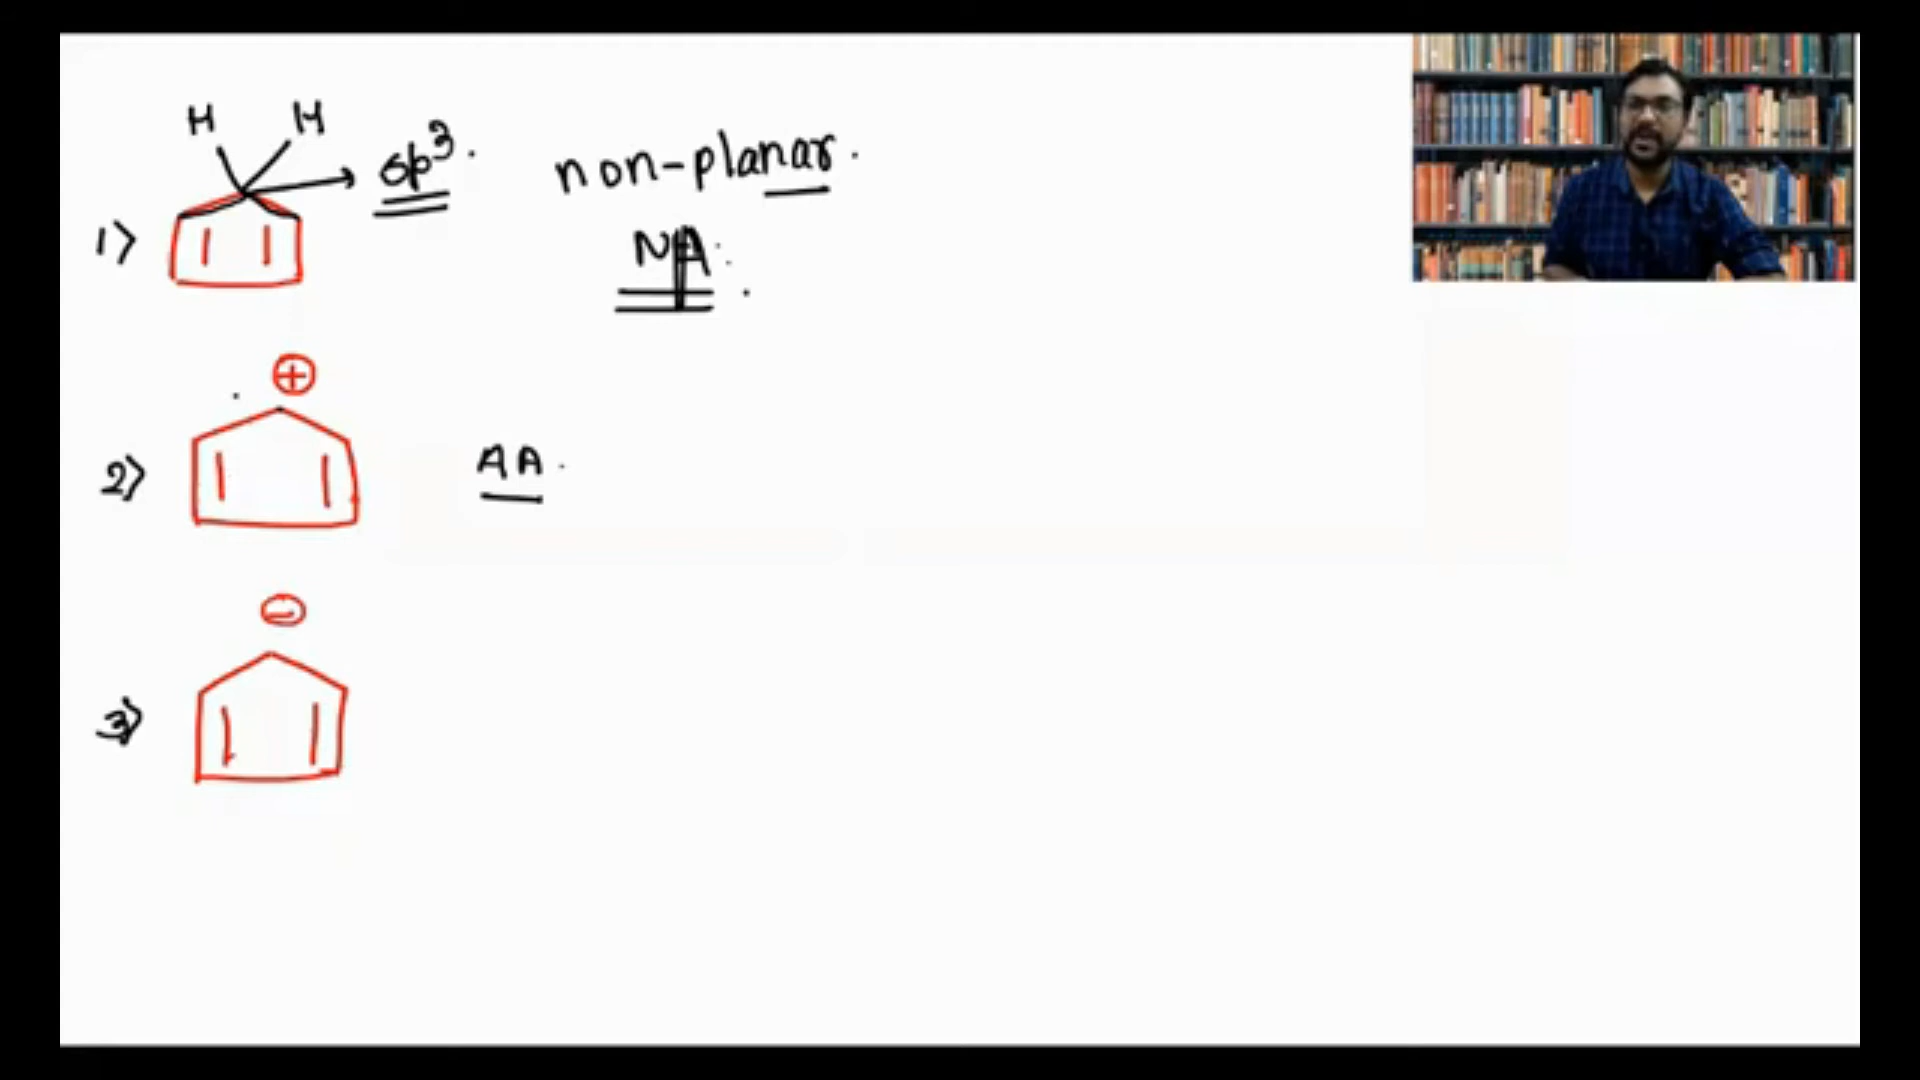 H H
1) sp³. non-planar.
NA.
⊕
2) AA.
⊖
3)